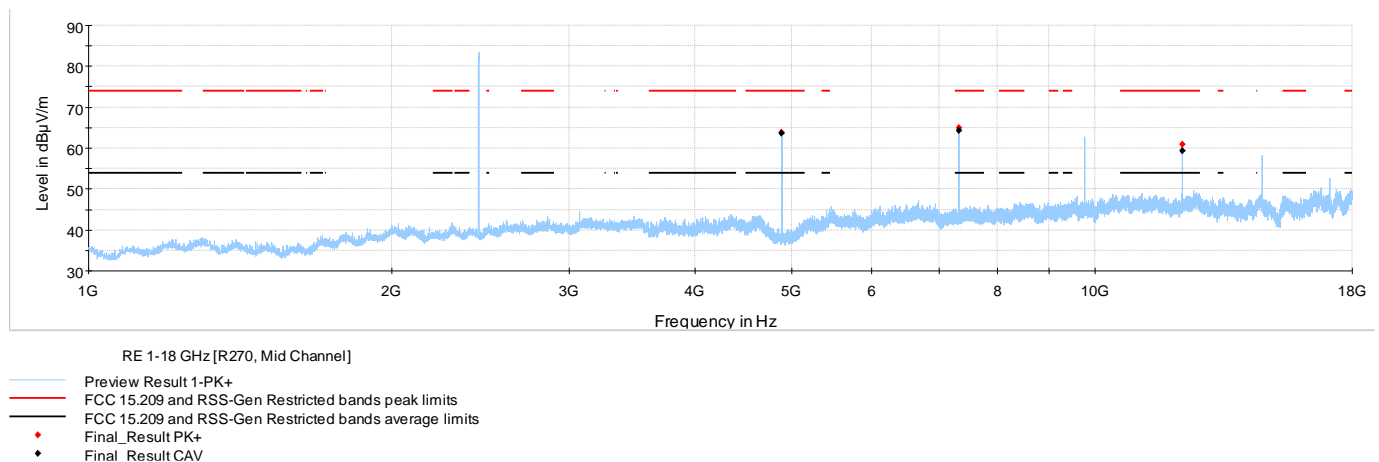 90
80
70
60
50
40
30
Level in dBµV/m
1G 2G 3G 4G 5G 6 8 10G 18G
Frequency in Hz
RE 1-18 GHz [R270, Mid Channel]
Preview Result 1-PK+
FCC 15.209 and RSS-Gen Restricted bands peak limits
FCC 15.209 and RSS-Gen Restricted bands average limits
Final_Result PK+
Final_Result CAV